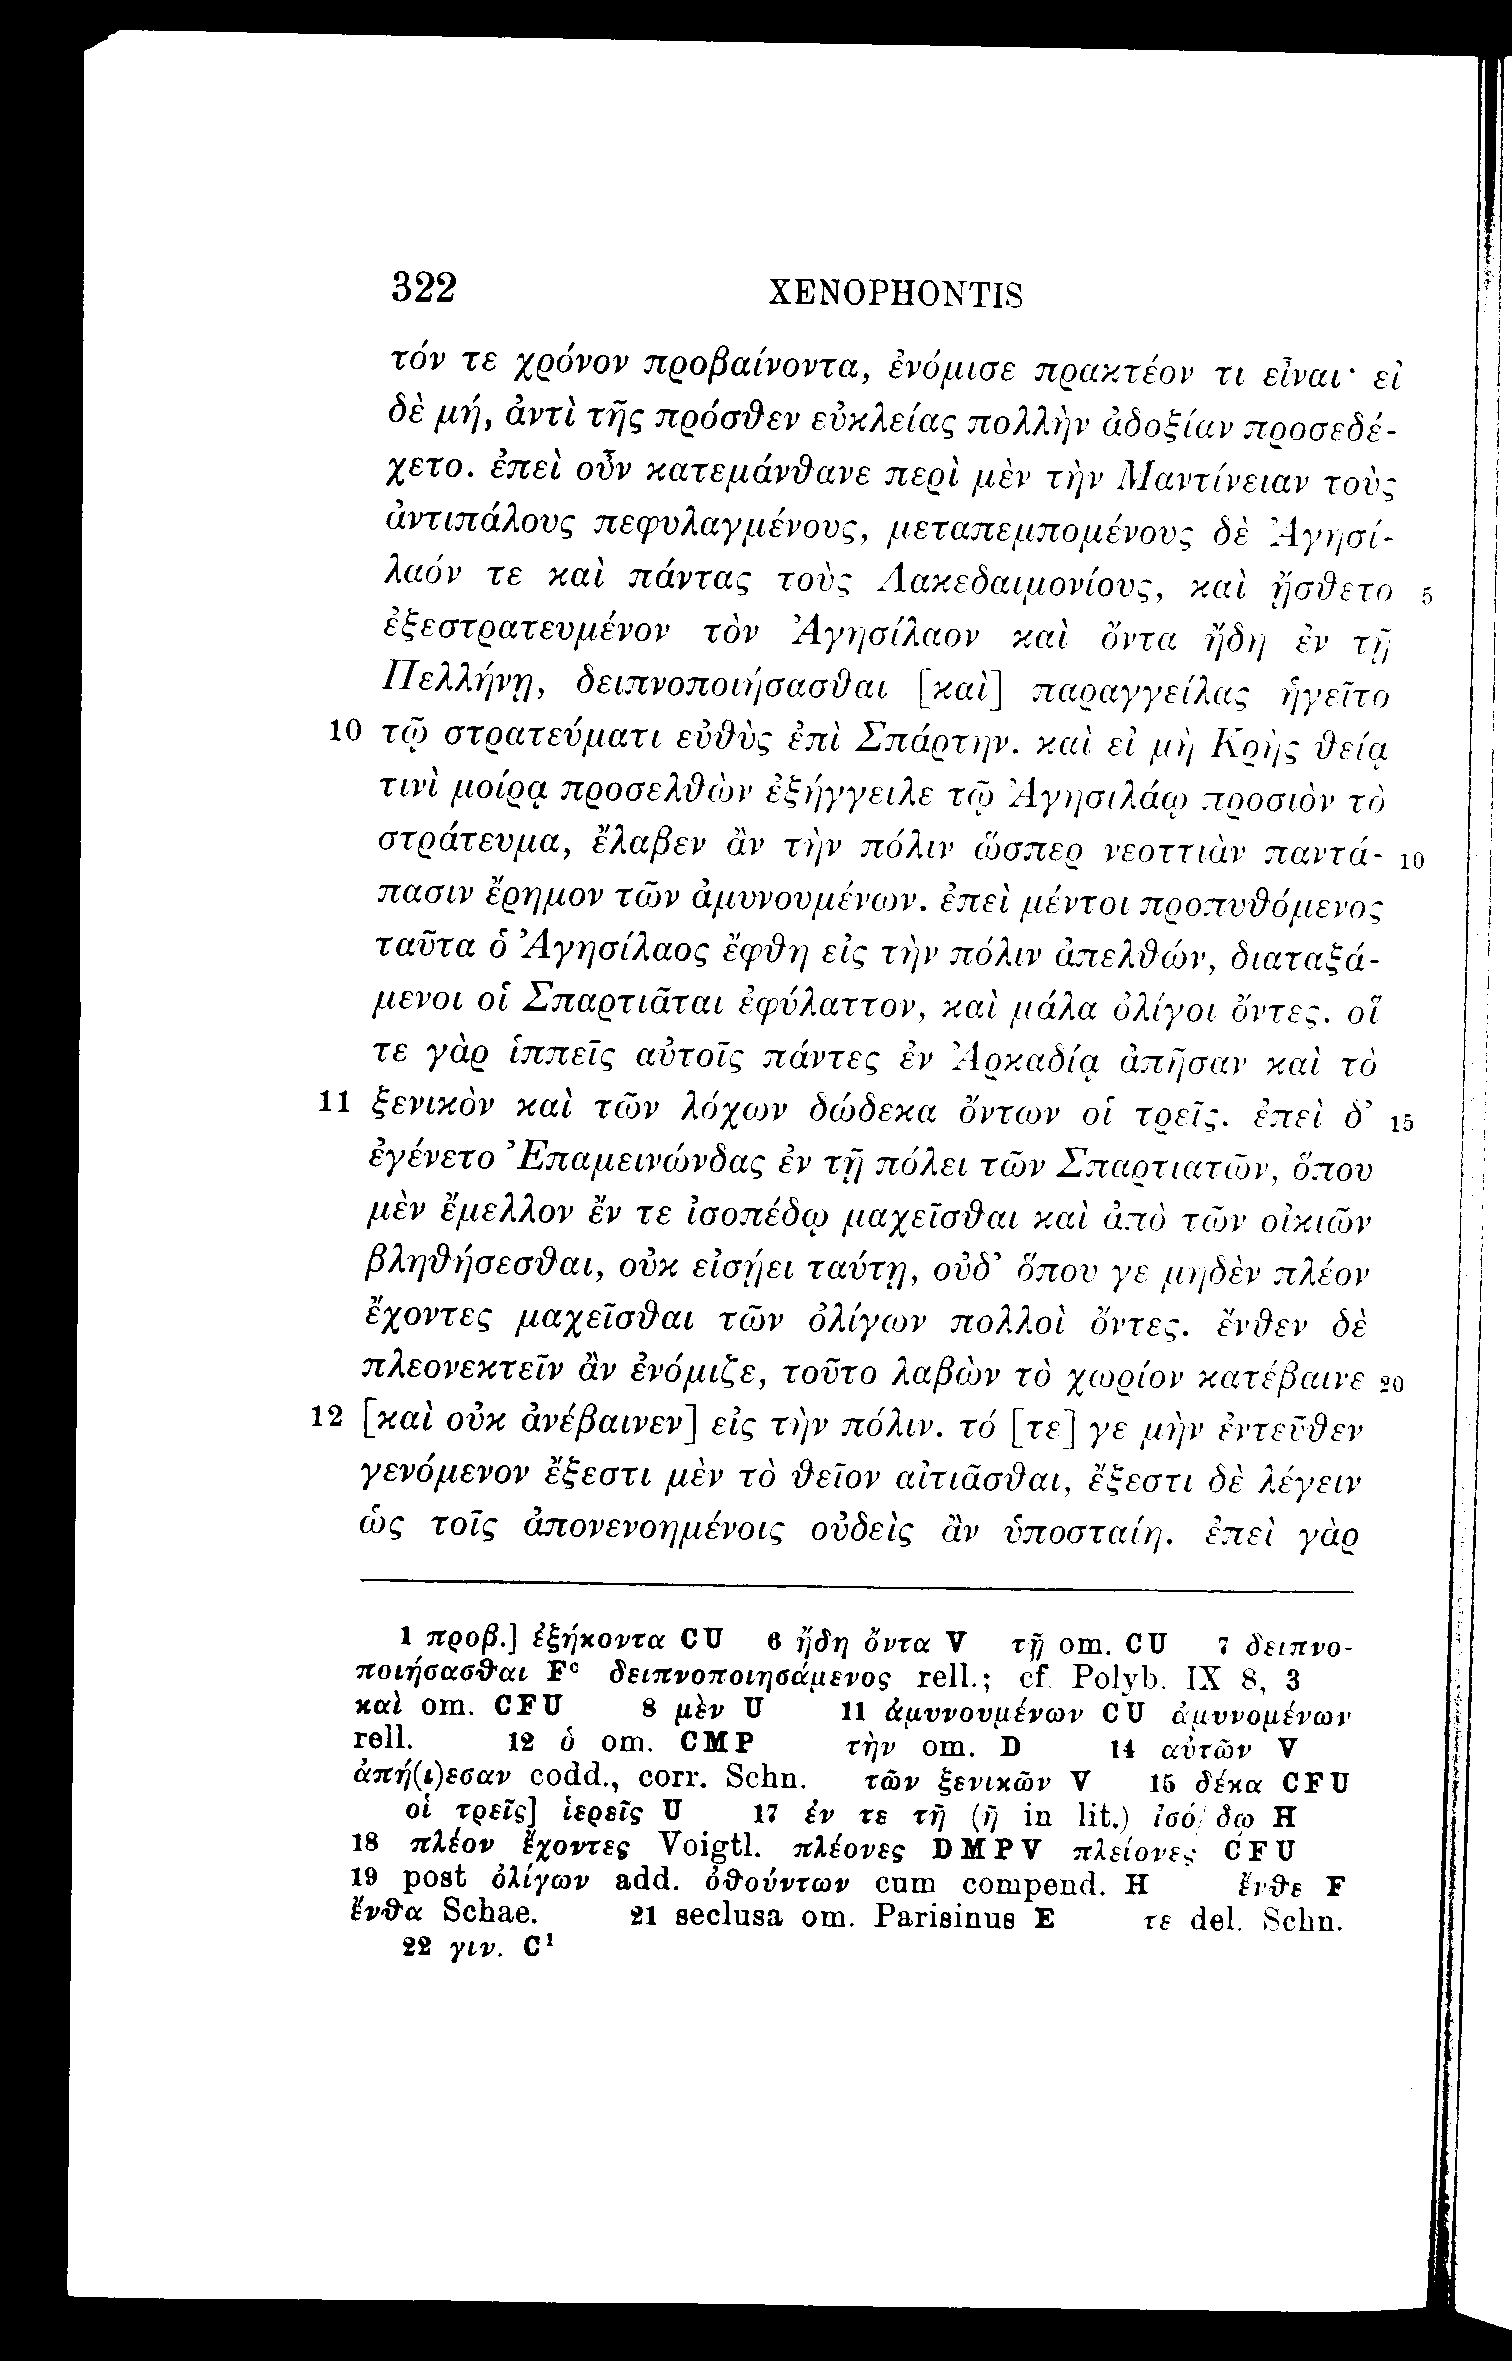 322 XENOPHONTIS
τόν τε χρόνον προβαίνοντα, ἐνόμισε πρακτέον τι εἶναι· εἰ
δὲ μή, ἀντὶ τῆς πρόσθεν εὐκλείας πολλὴν ἀδοξίαν προσεδέ-
χετο. ἐπεὶ οὖν κατεμάνθανε περὶ μὲν τὴν Μαντίνειαν τοὺς
ἀντιπάλους πεφυλαγμένους, μεταπεμπομένους δὲ Ἀγησί-
λαόν τε καὶ πάντας τοὺς Λακεδαιμονίους, καὶ ᾔσθετο 5
ἐξεστρατευμένον τὸν Ἀγησίλαον καὶ ὄντα ἤδη ἐν τῇ
Πελλήνῃ, δειπνοποιήσασθαι [καὶ] παραγγείλας ἡγεῖτο
10 τῷ στρατεύματι εὐθὺς ἐπὶ Σπάρτην. καὶ εἰ μὴ Κρὴς θείᾳ
τινὶ μοίρᾳ προσελθὼν ἐξήγγειλε τῷ Ἀγησιλάῳ προσιὸν τὸ
στράτευμα, ἔλαβεν ἂν τὴν πόλιν ὥσπερ νεοττιὰν παντά- 10
πασιν ἔρημον τῶν ἀμυνουμένων. ἐπεὶ μέντοι προπυθόμενος
ταῦτα ὁ Ἀγησίλαος ἔφθη εἰς τὴν πόλιν ἀπελθών, διαταξά-
μενοι οἱ Σπαρτιᾶται ἐφύλαττον, καὶ μάλα ὀλίγοι ὄντες. οἵ
τε γὰρ ἱππεῖς αὐτοῖς πάντες ἐν Ἀρκαδίᾳ ἀπῆσαν καὶ τὸ
11 ξενικὸν καὶ τῶν λόχων δώδεκα ὄντων οἱ τρεῖς. ἐπεὶ δ’ 15
ἐγένετο Ἐπαμεινώνδας ἐν τῇ πόλει τῶν Σπαρτιατῶν, ὅπου
μὲν ἔμελλον ἔν τε ἰσοπέδῳ μαχεῖσθαι καὶ ἀπὸ τῶν οἰκιῶν
βληθήσεσθαι, οὐκ εἰσῄει ταύτῃ, οὐδ’ ὅπου γε μηδὲν πλέον
ἔχοντες μαχεῖσθαι τῶν ὀλίγων πολλοὶ ὄντες. ἔνθεν δὲ
πλεονεκτεῖν ἂν ἐνόμιζε, τοῦτο λαβὼν τὸ χωρίον κατέβαινε 20
12 [καὶ οὐκ ἀνέβαινεν] εἰς τὴν πόλιν. τό [τε] γε μὴν ἐντεῦθεν
γενόμενον ἔξεστι μὲν τὸ θεῖον αἰτιᾶσθαι, ἔξεστι δὲ λέγειν
ὡς τοῖς ἀπονενοημένοις οὐδεὶς ἂν ὑποσταίη. ἐπεὶ γὰρ
1 προβ.] ἐξήκοντα CU 6 ἤδη ὄντα V τῇ om. CU 7 δειπνο-
ποιήσασθαι Fᶜ δειπνοποιησάμενος rell.; cf. Polyb. IX 8, 3
καὶ om. CFU 8 μὲν U 11 ἀμυνουμένων CU ἀμυνομένων
rell. 12 ὁ om. CMP τὴν om. D 14 αὐτῶν V
ἀπή(ι)εσαν codd., corr. Schn. τῶν ξενικῶν V 15 δέκα CFU
οἱ τρεῖς] ἱερεῖς U 17 ἐν τε τῆ (ῆ in lit.) ἰσό/δῳ H
18 πλέον ἔχοντες Voigtl. πλέονες DMPV πλείονες CFU
19 post ὀλίγων add. ὀθούντων cum compend. H ἔνθε F
ἔνθα Schae. 21 seclusa om. Parisinus E τε del. Schn.
22 γιν. C¹